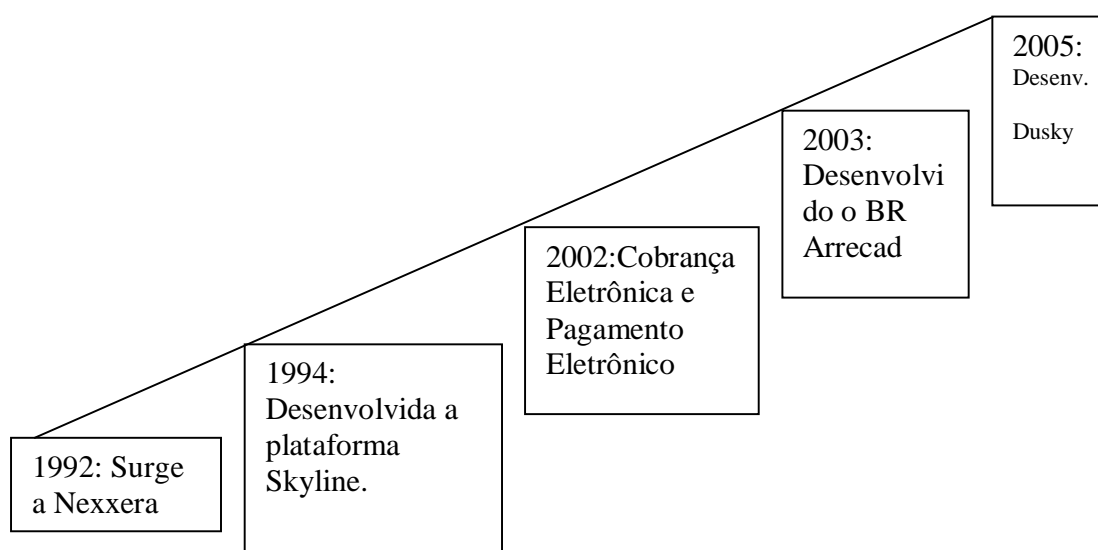 1992: Surge
a Nexxera
1994:
Desenvolvida a
plataforma
Skyline.
2002:Cobrança
Eletrônica e
Pagamento
Eletrônico
2003:
Desenvolvi
do o BR
Arrecad
2005:
Desenv.
Dusky